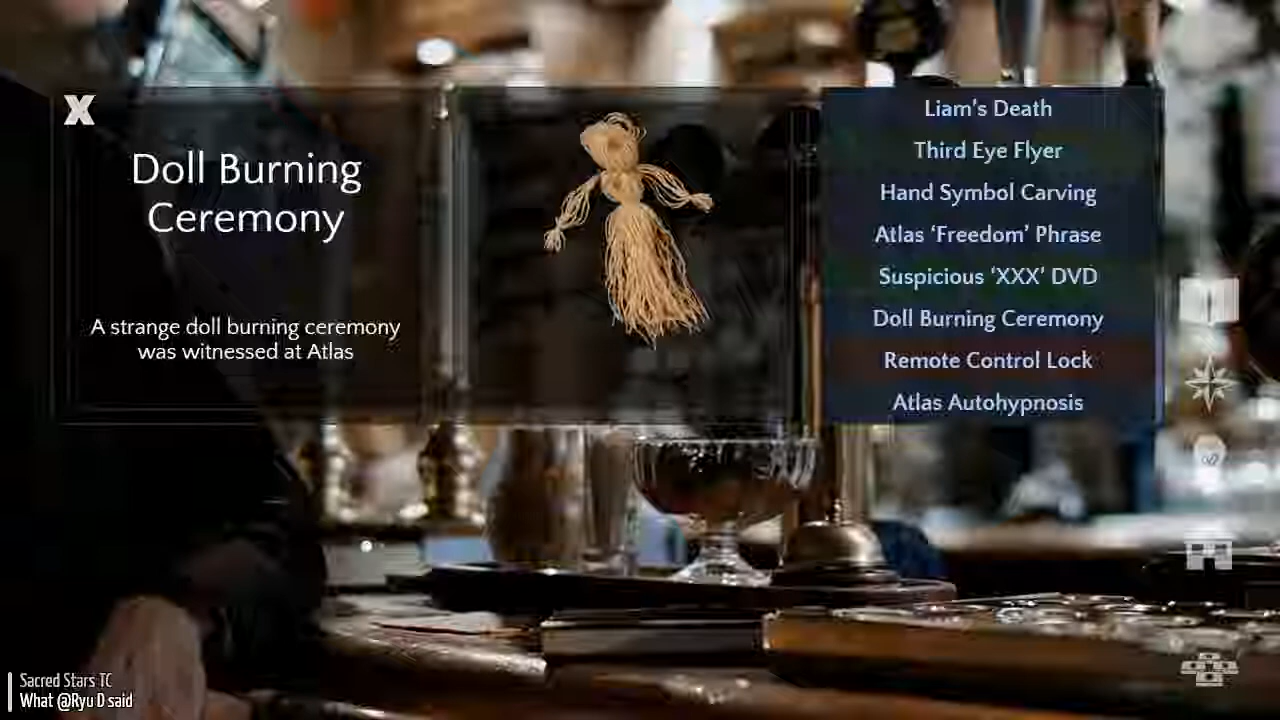 X
Doll Burning
Ceremony
A strange doll burning ceremony
was witnessed at Atlas
Liam's Death
Third Eye Flyer
Hand Symbol Carving
Atlas ‘Freedom’ Phrase
Suspicious ‘XXX’ DVD
Doll Burning Ceremony
Remote Control Lock
Atlas Autohypnosis
Sacred Stars TC
What @Ryu D said